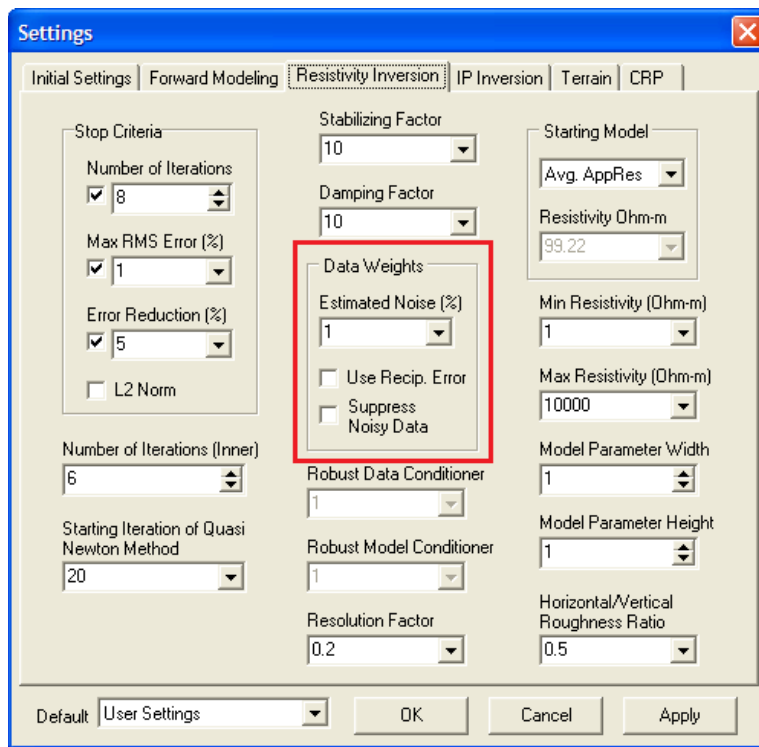 Settings
Initial Settings
Forward Modeling
Resistivity Inversion
IP Inversion
Terrain
CRP
Stop Criteria
Number of Iterations
8
Max RMS Error (%)
1
Error Reduction (%)
5
L2 Norm
Number of Iterations (Inner)
6
Starting Iteration of Quasi
Newton Method
20
Stabilizing Factor
10
Damping Factor
10
Data Weights
Estimated Noise (%)
1
Use Recip. Error
Suppress
Noisy Data
Robust Data Conditioner
1
Robust Model Conditioner
1
Resolution Factor
0.2
Starting Model
Avg. AppRes
Resistivity Ohm-m
99.22
Min Resistivity (Ohm-m)
1
Max Resistivity (Ohm-m)
10000
Model Parameter Width
1
Model Parameter Height
1
Horizontal/Vertical
Roughness Ratio
0.5
Default
User Settings
OK
Cancel
Apply